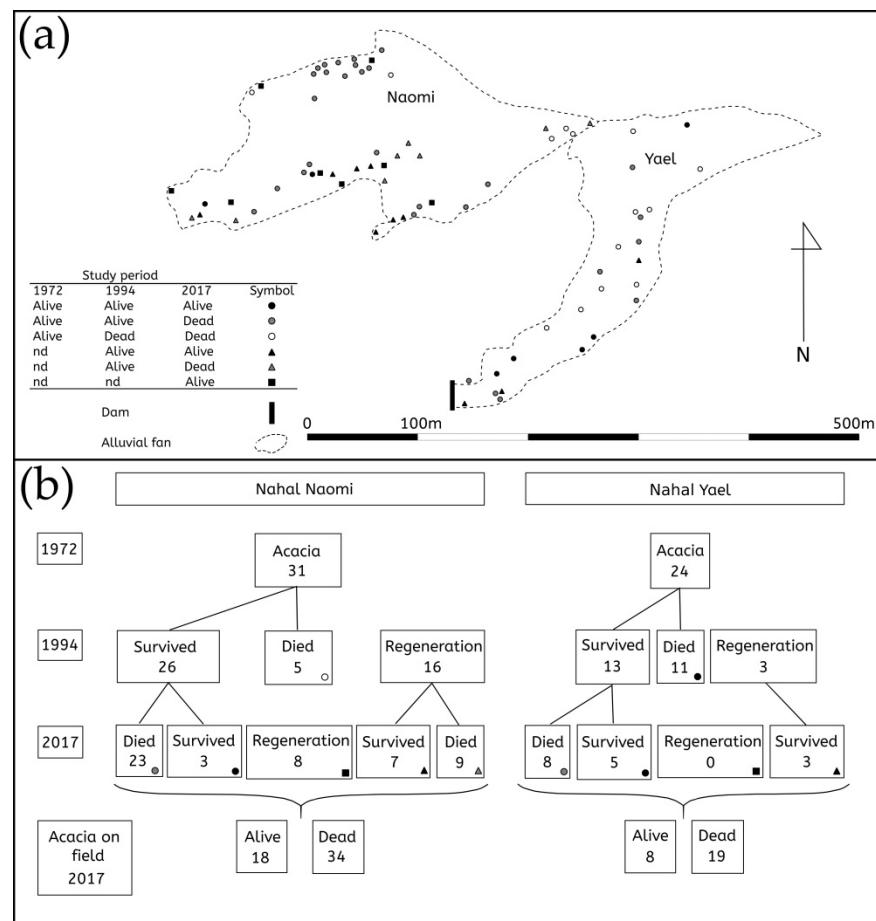 (a)
Naomi
Yael
Study period
1972 1994 2017 Symbol
Alive Alive Alive
Alive Alive Dead
Alive Dead Dead
nd Alive Alive
nd Alive Dead
nd nd Alive
Dam
Alluvial fan
N
0 100m 500m
(b)
Nahal Naomi Nahal Yael
1972
Acacia
31
Acacia
24
1994
Survived
26
Died
5
Regeneration
16
Survived
13
Died
11
Regeneration
3
2017
Died
23
Survived
3
Regeneration
8
Survived
7
Died
9
Died
8
Survived
5
Regeneration
0
Survived
3
Acacia on
field
2017
Alive
18
Dead
34
Alive
8
Dead
19